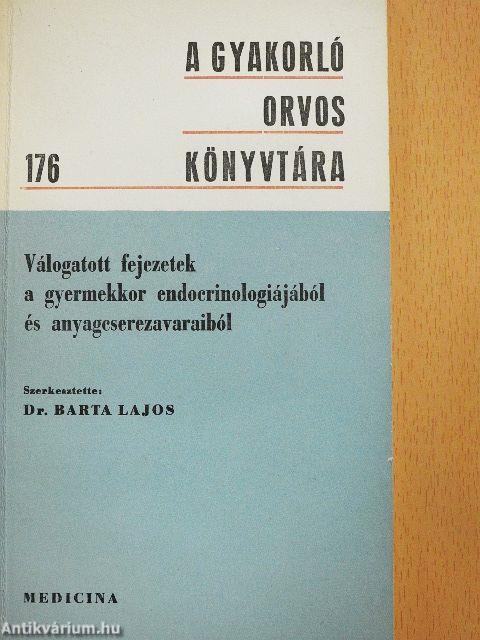 A GYAKORLÓ
ORVOS
176 KÖNYVTÁRA
Válogatott fejezetek
a gyermekkor endocrinologiájából
és anyagcserezavaraiból
Szerkesztette:
Dr. BARTA LAJOS
MEDICINA
Antikvárium.hu